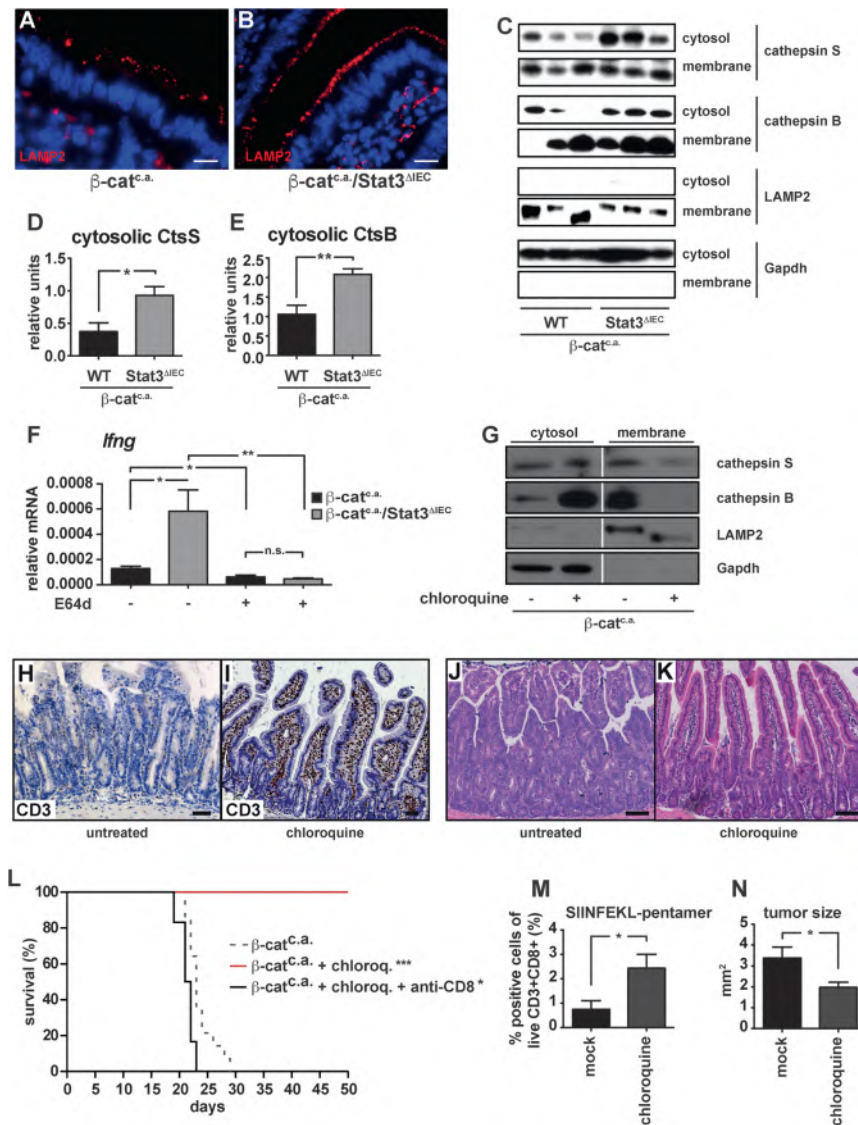 A
LAMP2
β-cat^c.a.
B
LAMP2
β-cat^c.a./Stat3^ΔIEC
C
cytosol
membrane
cathepsin S
cytosol
membrane
cathepsin B
cytosol
membrane
LAMP2
cytosol
membrane
Gapdh
WT Stat3^ΔIEC
β-cat^c.a.
D
cytosolic CtsS
relative units
1.5
1.0
0.5
0.0
*
WT Stat3^ΔIEC
β-cat^c.a.
E
cytosolic CtsB
relative units
2.5
2.0
1.5
1.0
0.5
0.0
**
WT Stat3^ΔIEC
β-cat^c.a.
F
Ifng
relative mRNA
0.0008
0.0006
0.0004
0.0002
0.0000
**
*
*
n.s.
β-cat^c.a.
β-cat^c.a./Stat3^ΔIEC
E64d - - + +
G
cytosol membrane
cathepsin S
cathepsin B
LAMP2
Gapdh
chloroquine - + - +
β-cat^c.a.
H
CD3
untreated
I
CD3
chloroquine
J
untreated
K
chloroquine
L
survival (%)
100
80
60
40
20
0
0 5 10 15 20 25 30 35 40 45 50
days
β-cat^c.a.
β-cat^c.a. + chloroq. ***
β-cat^c.a. + chloroq. + anti-CD8 *
M
SIINFEKL-pentamer
% positive cells of
live CD3+CD8+ (%)
4
3
2
1
0
*
mock
chloroquine
N
tumor size
mm²
5
4
3
2
1
0
*
mock
chloroquine